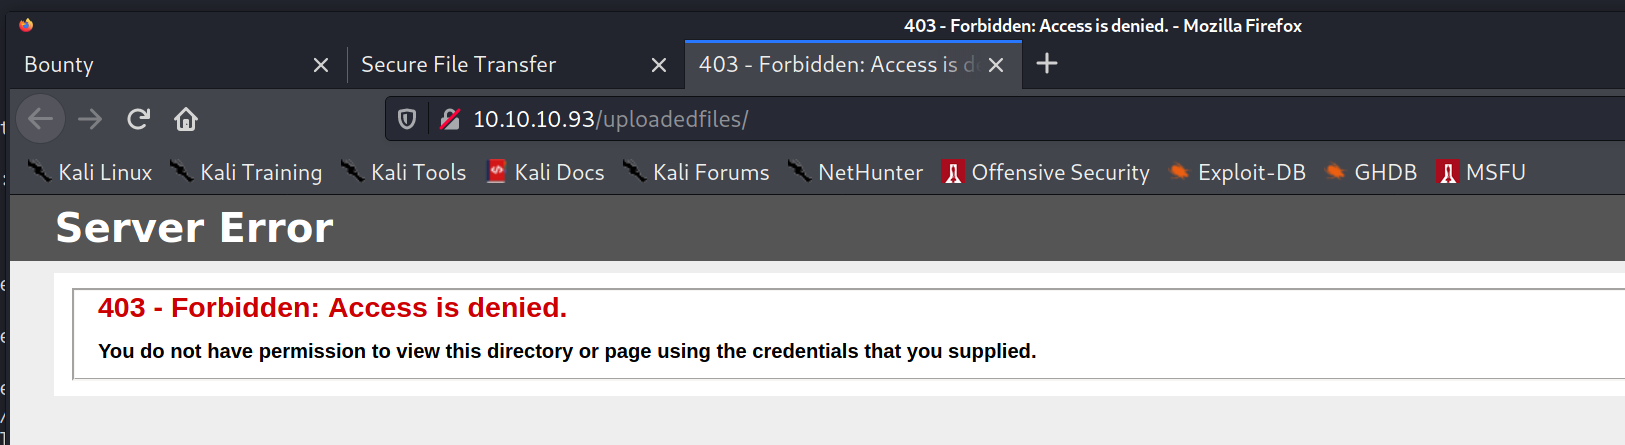 403 - Forbidden: Access is denied. - Mozilla Firefox
Bounty Secure File Transfer 403 - Forbidden: Access is
10.10.10.93/uploadedfiles/
Kali Linux Kali Training Kali Tools Kali Docs Kali Forums NetHunter Offensive Security Exploit-DB GHDB MSFU
Server Error
403 - Forbidden: Access is denied.
You do not have permission to view this directory or page using the credentials that you supplied.